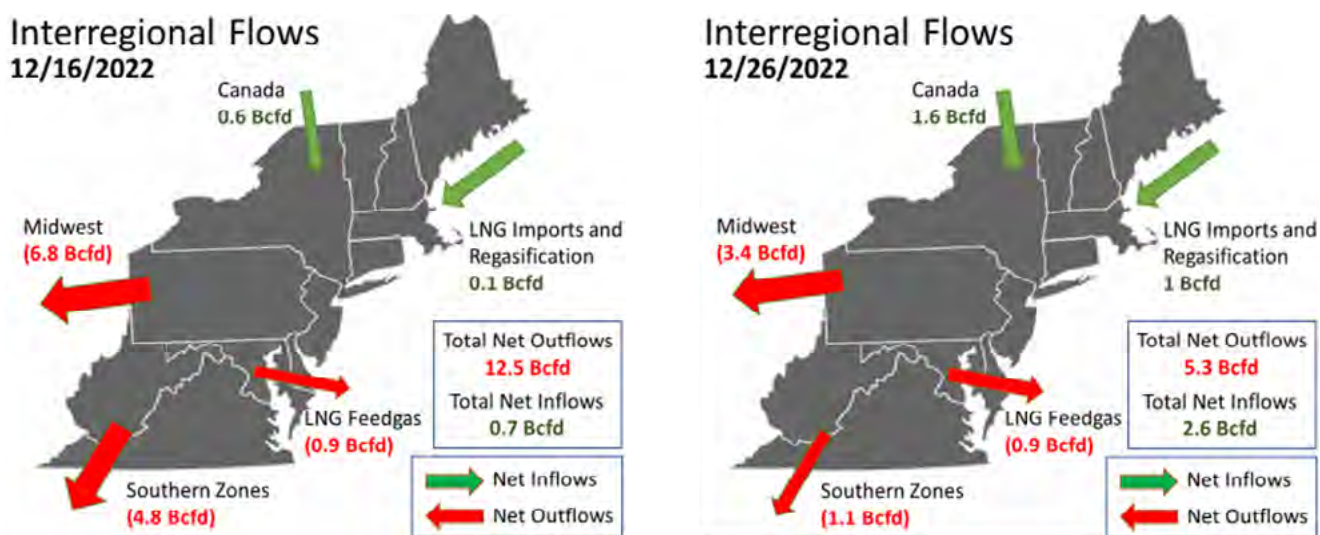 Interregional Flows
12/16/2022
Canada
0.6 Bcfd
Midwest
(6.8 Bcfd)
LNG Imports and
Regasification
0.1 Bcfd
Total Net Outflows
12.5 Bcfd
Total Net Inflows
0.7 Bcfd
LNG Feedgas
(0.9 Bcfd)
Southern Zones
(4.8 Bcfd)
Net Inflows
Net Outflows
Interregional Flows
12/26/2022
Canada
1.6 Bcfd
Midwest
(3.4 Bcfd)
LNG Imports and
Regasification
1 Bcfd
Total Net Outflows
5.3 Bcfd
Total Net Inflows
2.6 Bcfd
LNG Feedgas
(0.9 Bcfd)
Southern Zones
(1.1 Bcfd)
Net Inflows
Net Outflows